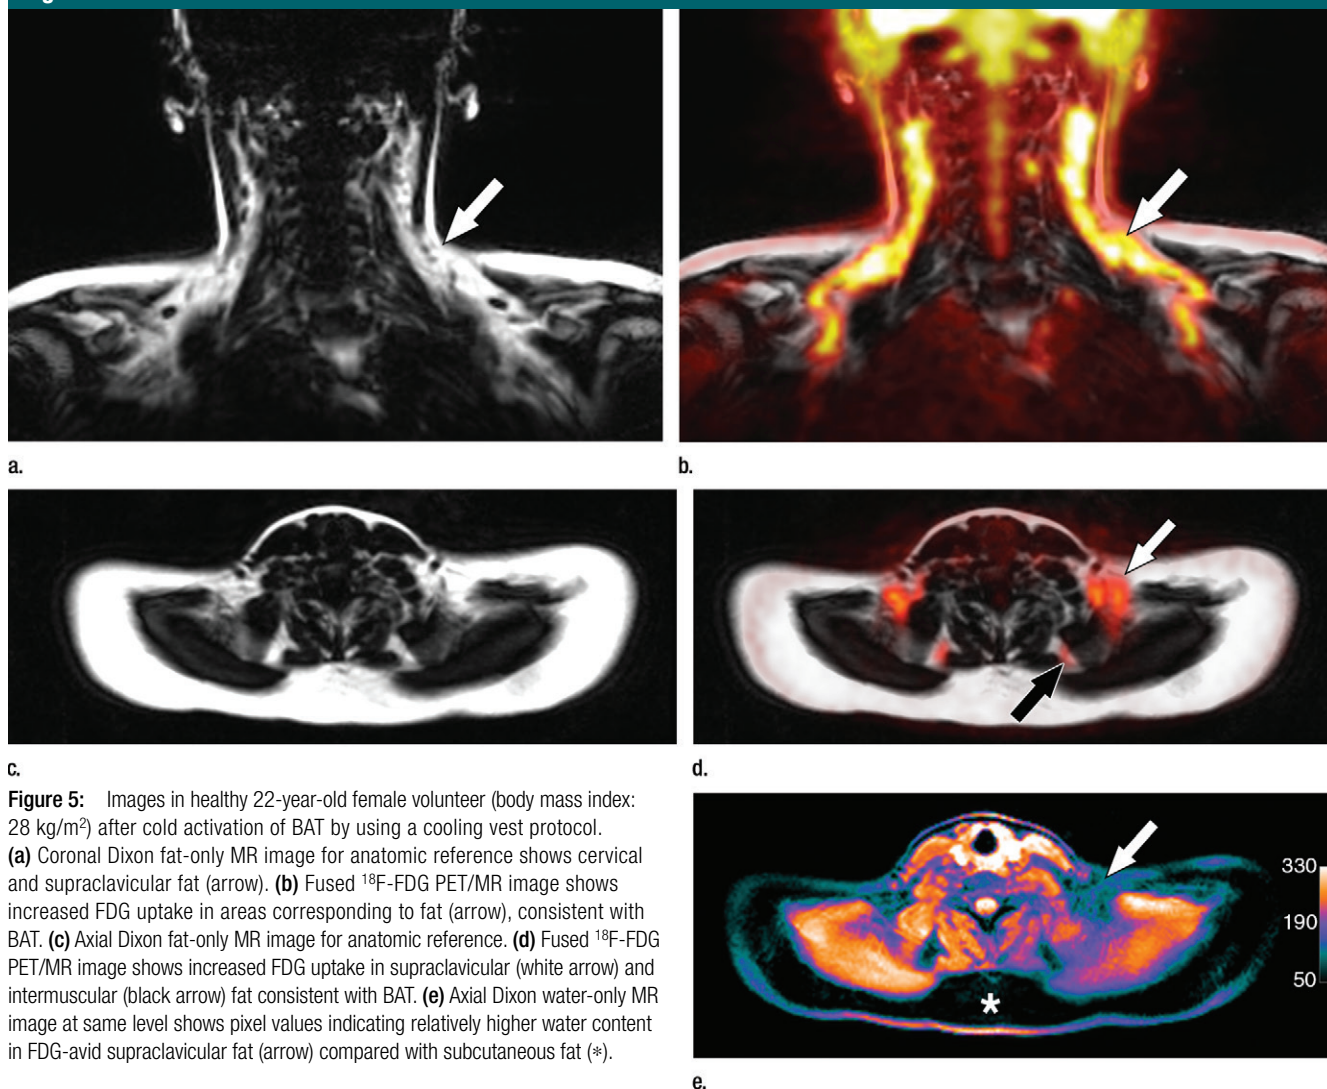 a.
b.
c.
d.
Figure 5: Images in healthy 22-year-old female volunteer (body mass index:
28 kg/m²) after cold activation of BAT by using a cooling vest protocol.
(a) Coronal Dixon fat-only MR image for anatomic reference shows cervical
and supraclavicular fat (arrow). (b) Fused ¹⁸F-FDG PET/MR image shows
increased FDG uptake in areas corresponding to fat (arrow), consistent with
BAT. (c) Axial Dixon fat-only MR image for anatomic reference. (d) Fused ¹⁸F-FDG
PET/MR image shows increased FDG uptake in supraclavicular (white arrow) and
intermuscular (black arrow) fat consistent with BAT. (e) Axial Dixon water-only MR
image at same level shows pixel values indicating relatively higher water content
in FDG-avid supraclavicular fat (arrow) compared with subcutaneous fat (*).
330
190
50
*
e.